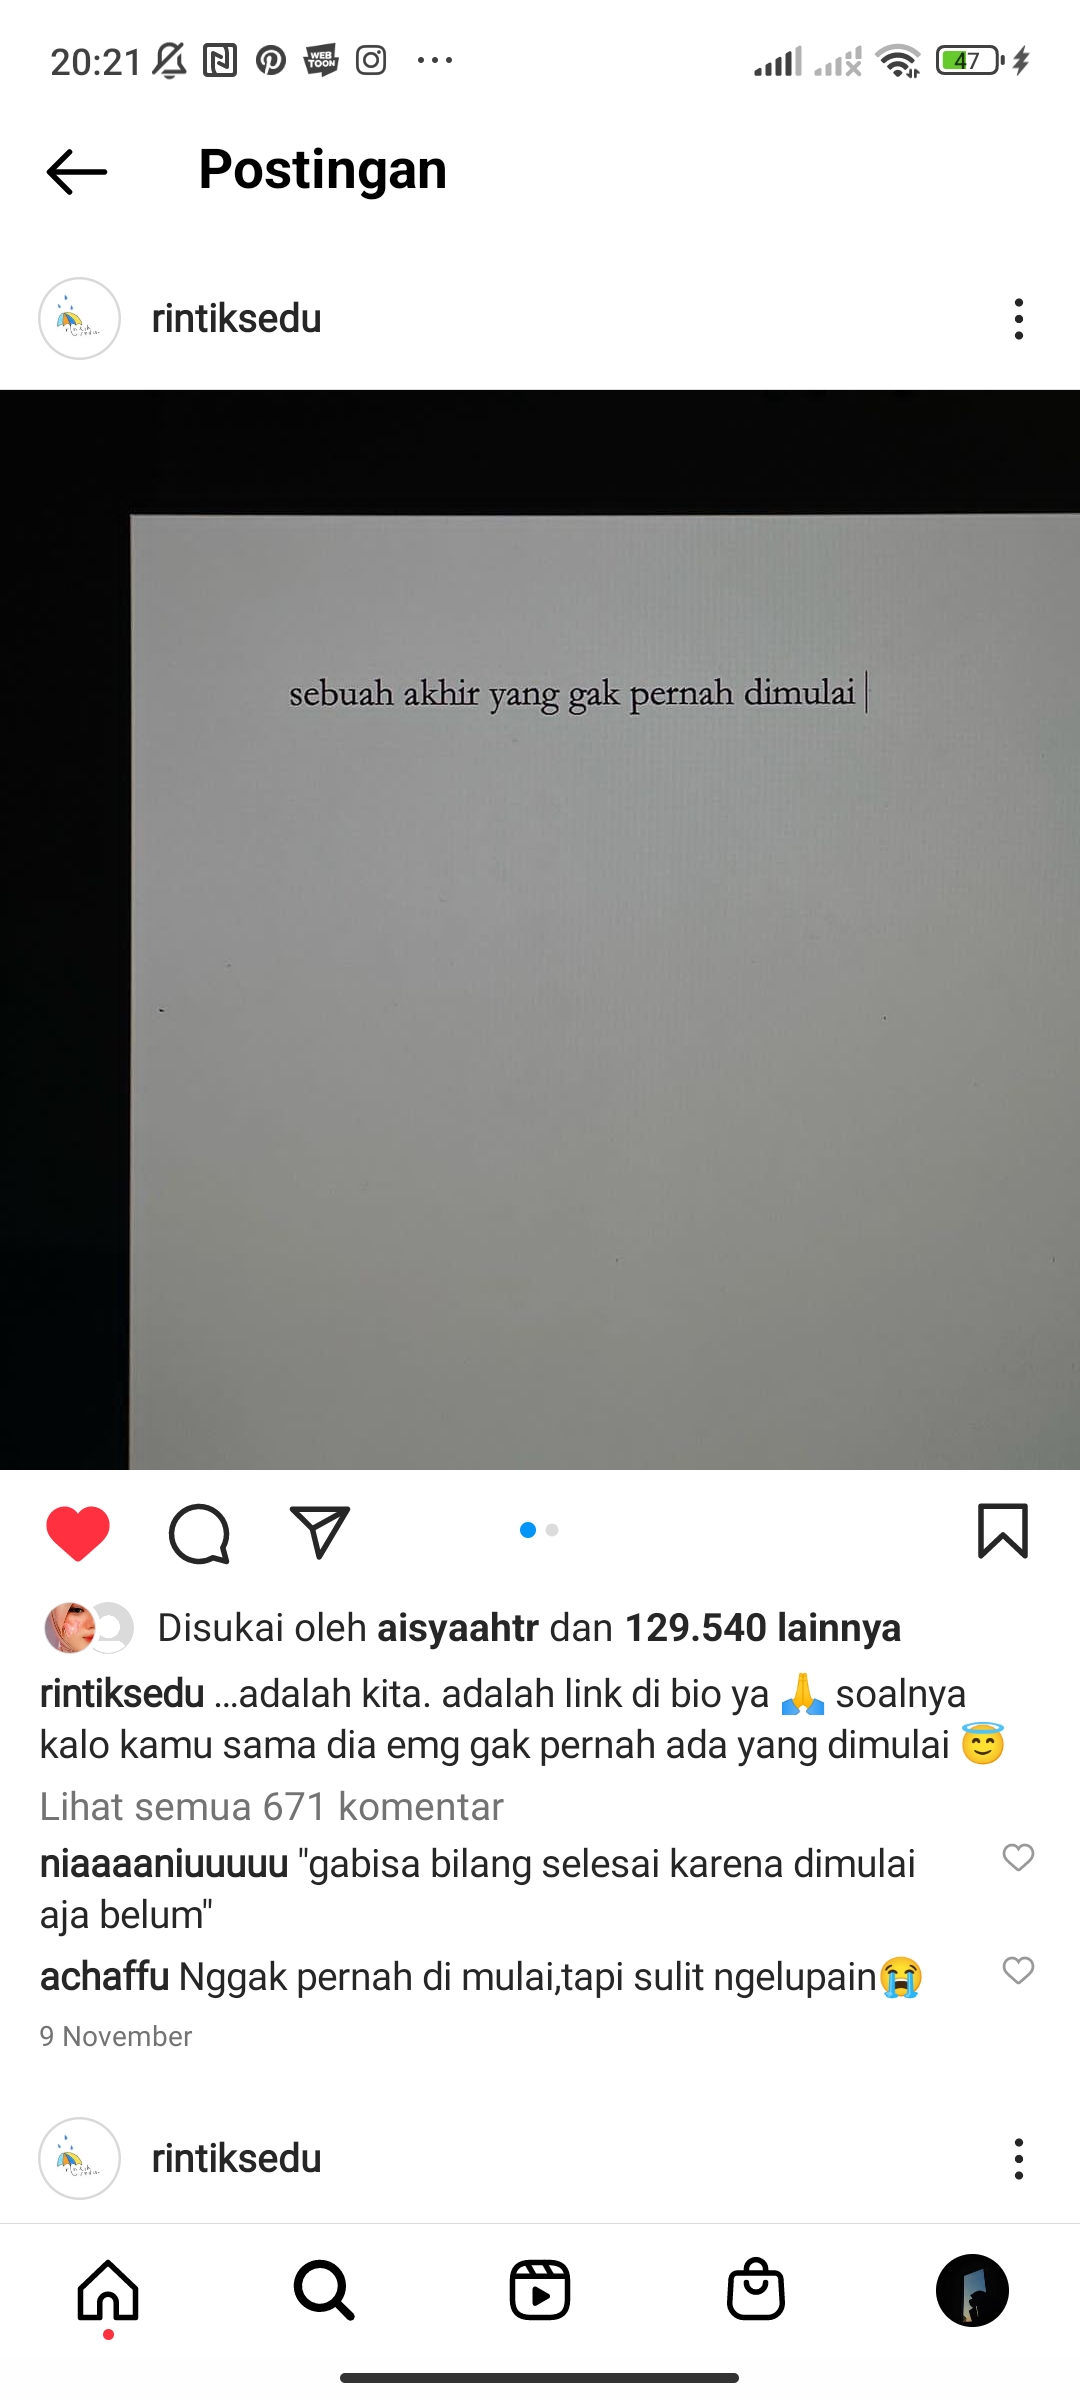 20:21
WEB TOON
47
Postingan
rintiksedu
sebuah akhir yang gak pernah dimulai
Disukai oleh aisyaahtr dan 129.540 lainnya
rintiksedu ...adalah kita. adalah link di bio ya 🙏 soalnya
kalo kamu sama dia emg gak pernah ada yang dimulai 😇
Lihat semua 671 komentar
niaaaaniuuuuu "gabisa bilang selesai karena dimulai
aja belum"
achaffu Nggak pernah di mulai,tapi sulit ngelupain😭
9 November
rintiksedu